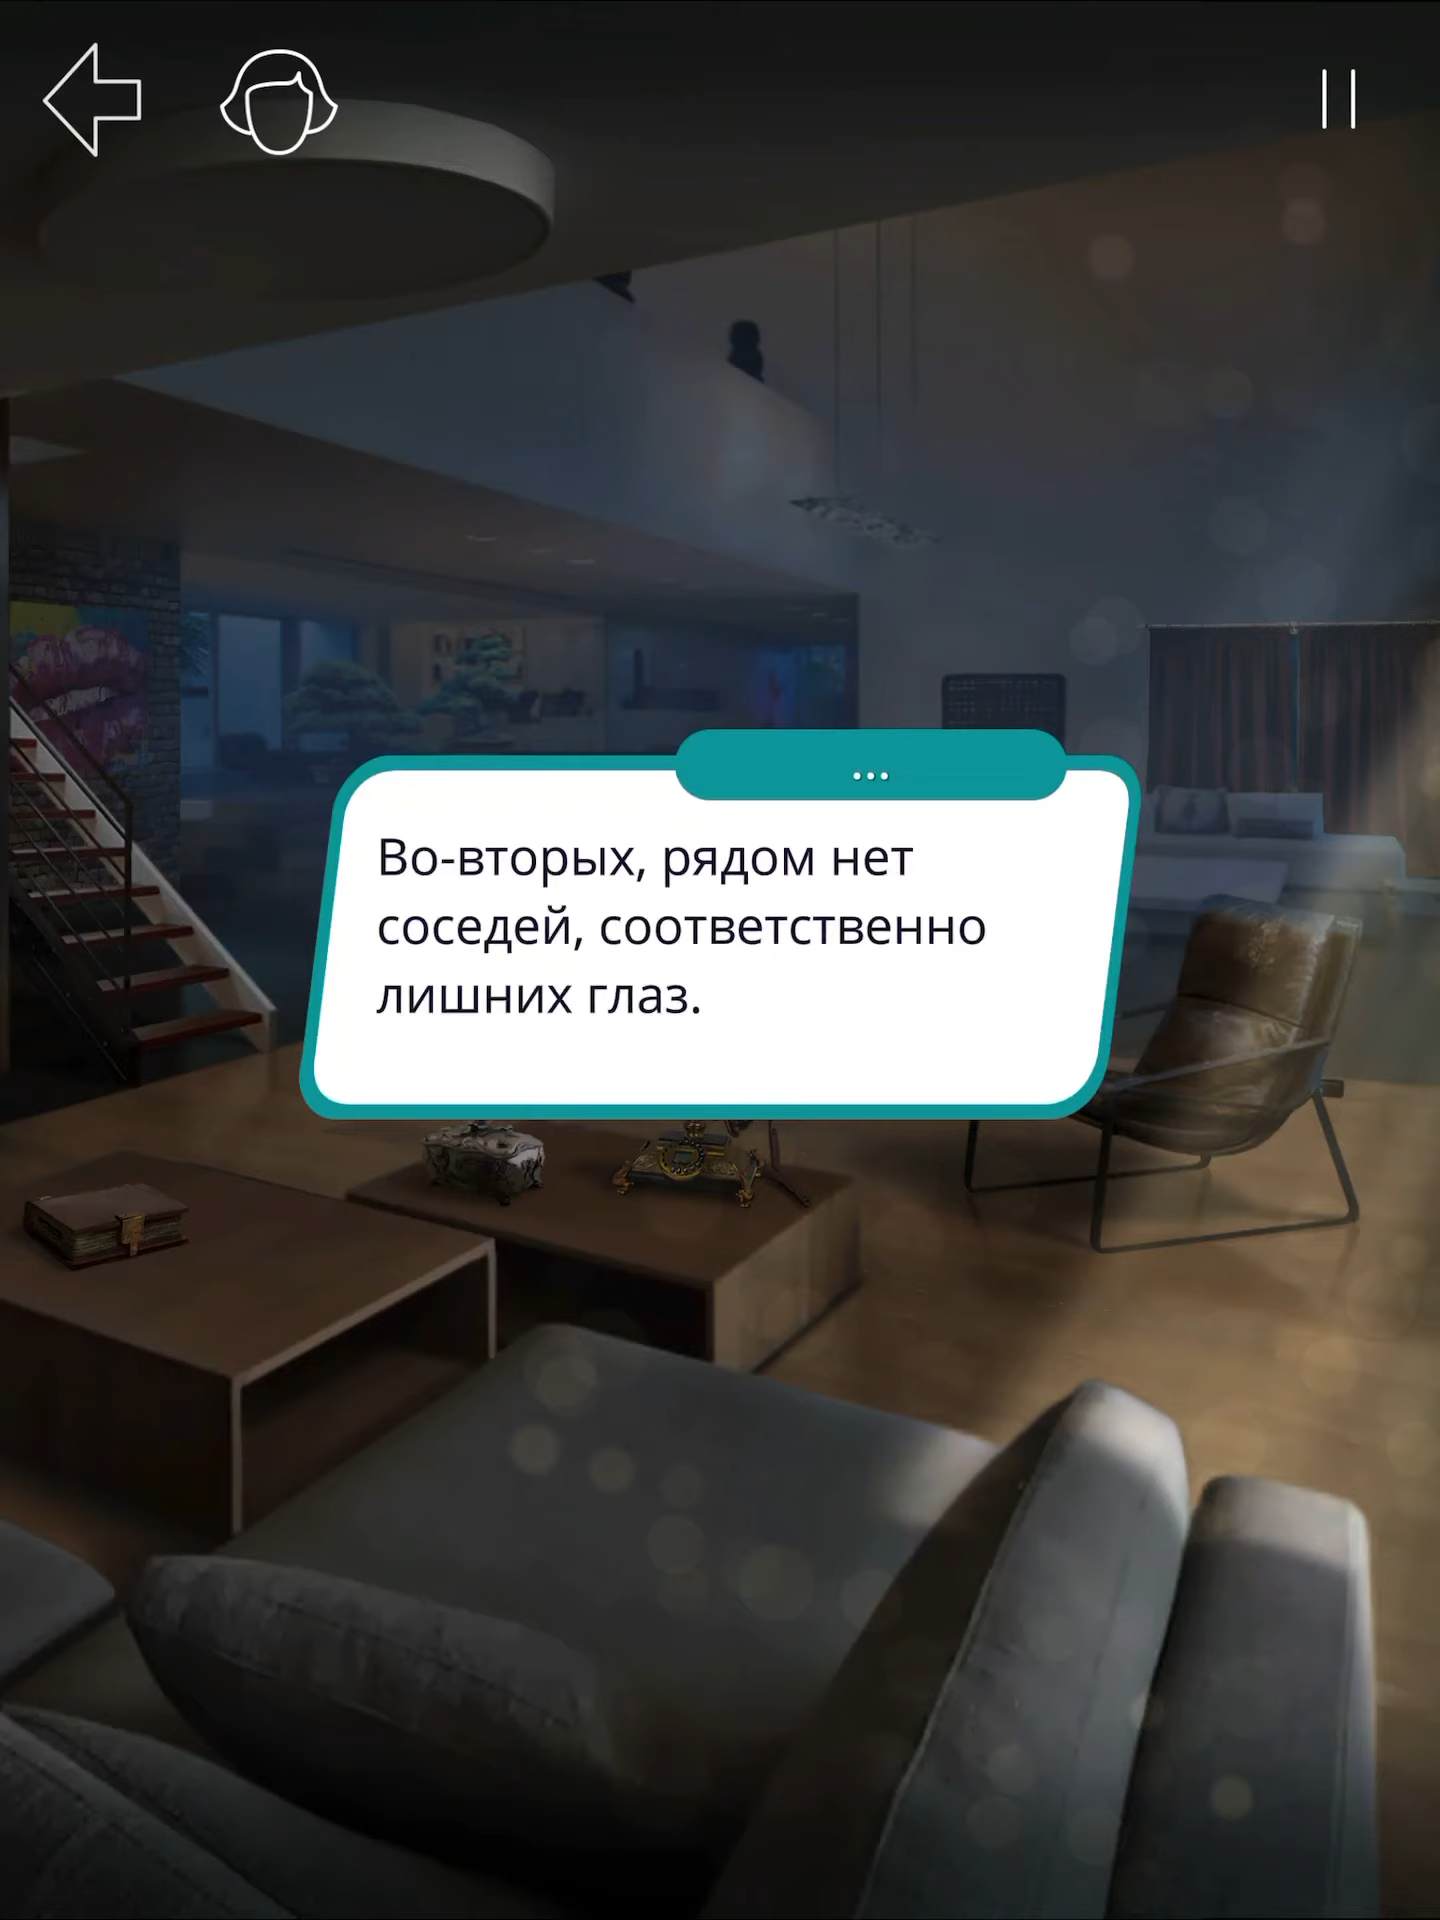 ...
Во-вторых, рядом нет
соседей, соответственно
лишних глаз.